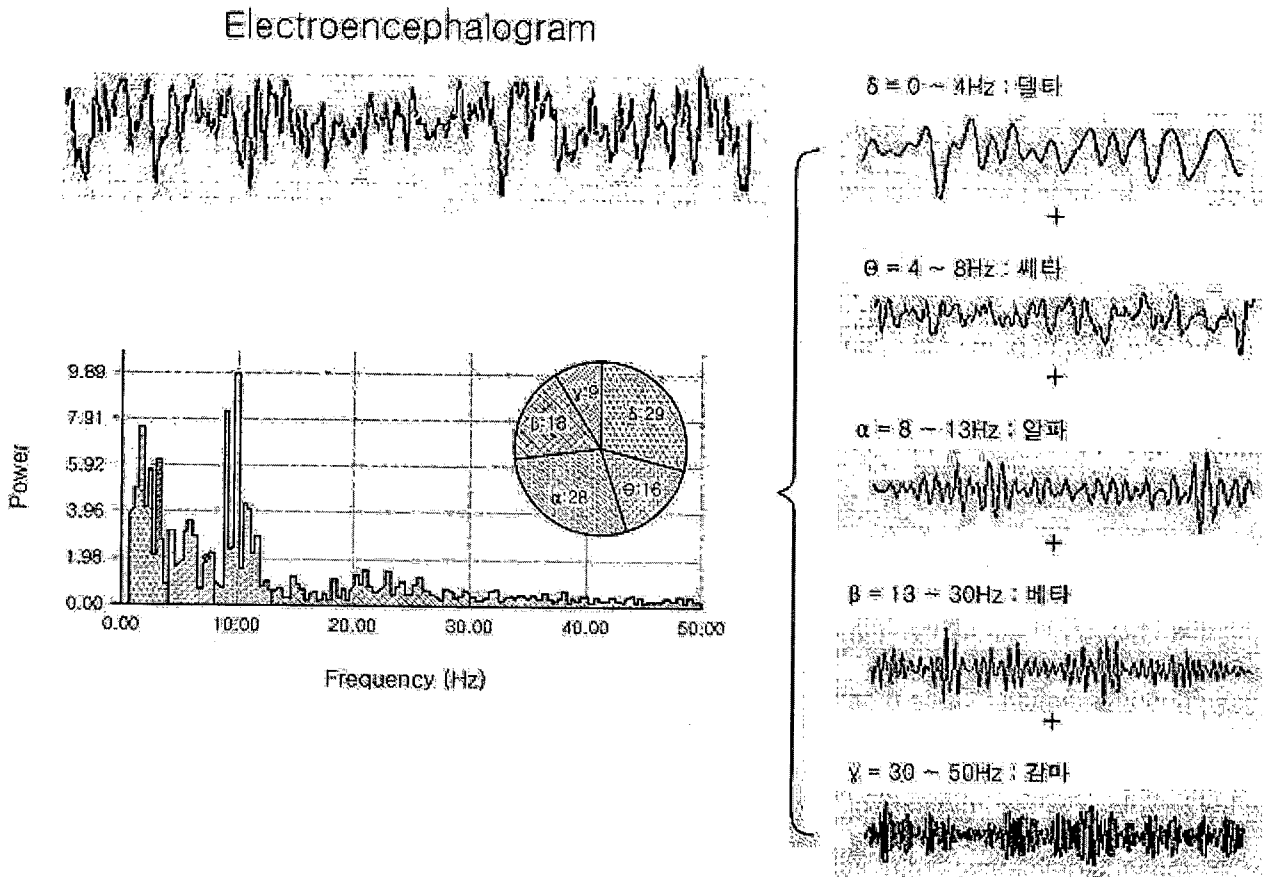 Electroencephalogram
δ = 0 ~ 4Hz : 델타
+
θ = 4 ~ 8Hz : 쎄타
+
α = 8 ~ 13Hz : 알파
+
β = 13 ~ 30Hz : 베타
+
γ = 30 ~ 50Hz : 감마
Power
9.89
7.91
5.92
3.96
1.98
0.00
0.00
10.00
20.00
30.00
40.00
50.00
Frequency (Hz)
γ:9
δ:29
β:18
α:28
θ:16